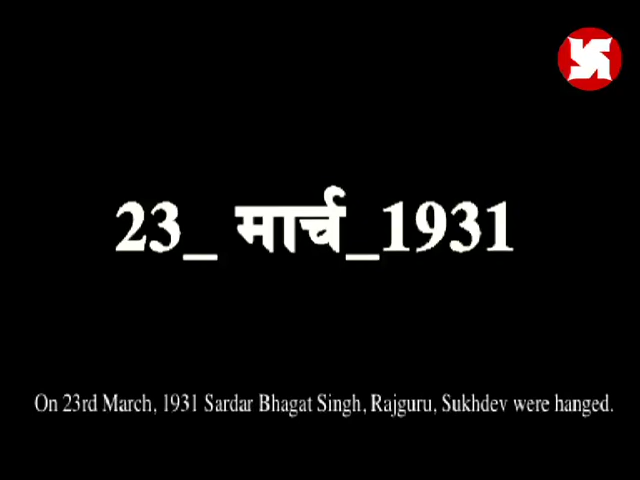 23_ मार्च_1931
On 23rd March, 1931 Sardar Bhagat Singh, Rajguru, Sukhdev were hanged.